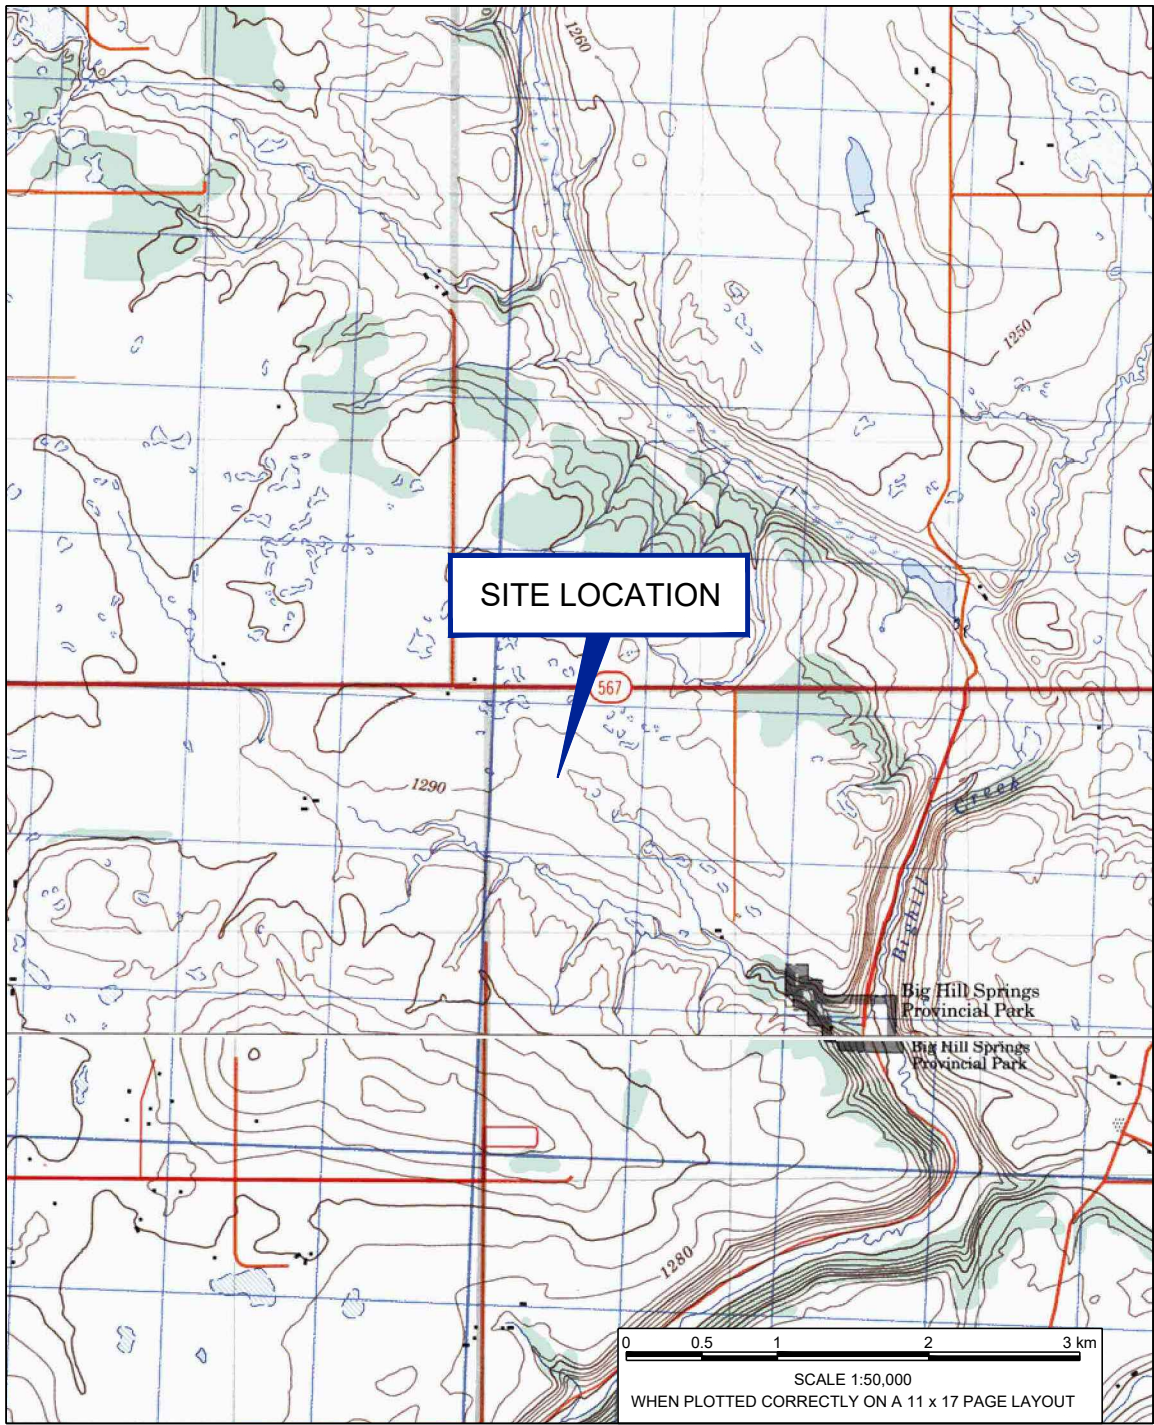 1260
1250
SITE LOCATION
567
1290
Creek
Bighill
Big Hill Springs
Provincial Park
Big Hill Springs
Provincial Park
1280
0 0.5 1 2 3 km
SCALE 1:50,000
WHEN PLOTTED CORRECTLY ON A 11 x 17 PAGE LAYOUT